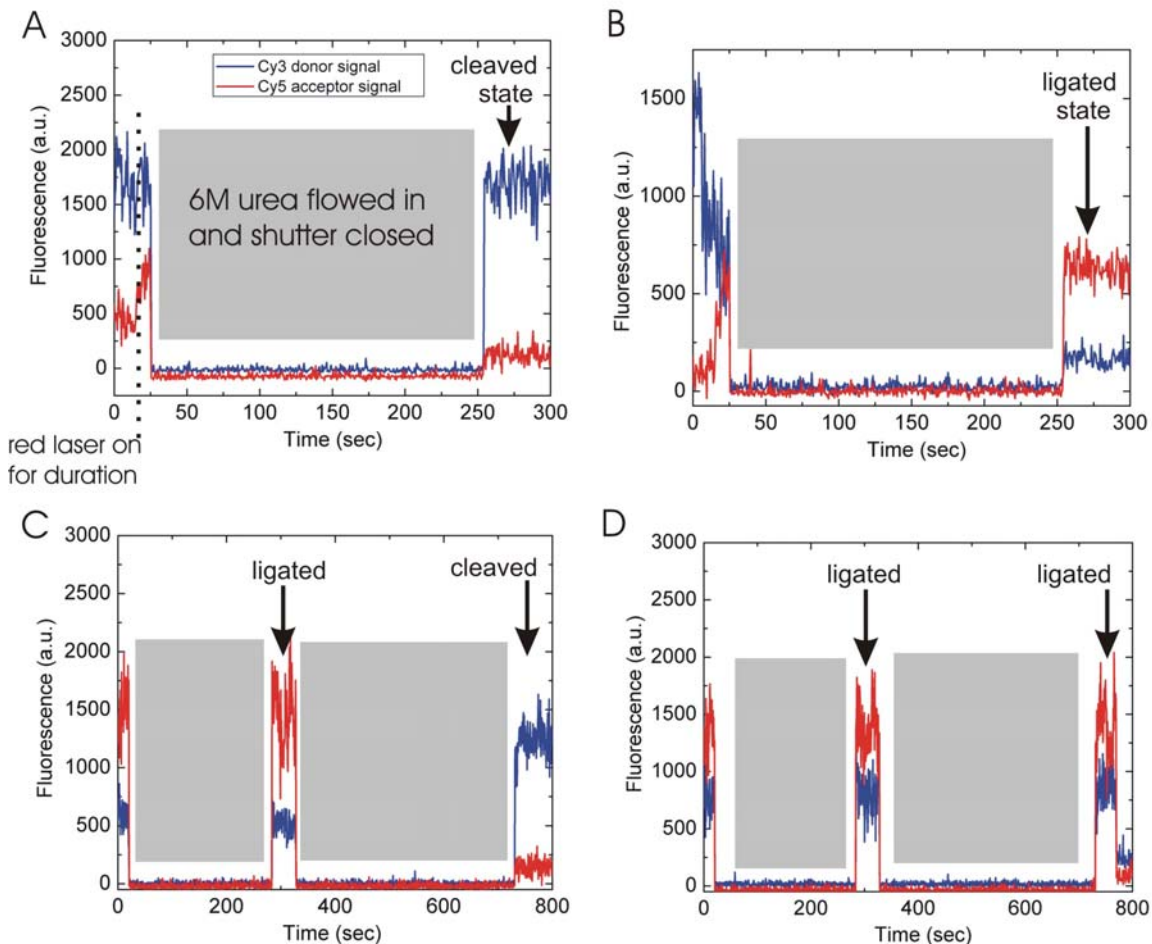 A
3000
2500
2000
1500
1000
500
0
Fluorescence (a.u.)
Cy3 donor signal
Cy5 acceptor signal
cleaved
state
6M urea flowed in
and shutter closed
0 50 100 150 200 250 300
Time (sec)
red laser on
for duration
B
1500
1000
500
0
Fluorescence (a.u.)
ligated
state
0 50 100 150 200 250 300
Time (sec)
C
3000
2500
2000
1500
1000
500
0
Fluorescence (a.u.)
ligated
cleaved
0 200 400 600 800
Time (sec)
D
3000
2500
2000
1500
1000
500
0
Fluorescence (a.u.)
ligated
ligated
0 200 400 600 800
Time (sec)